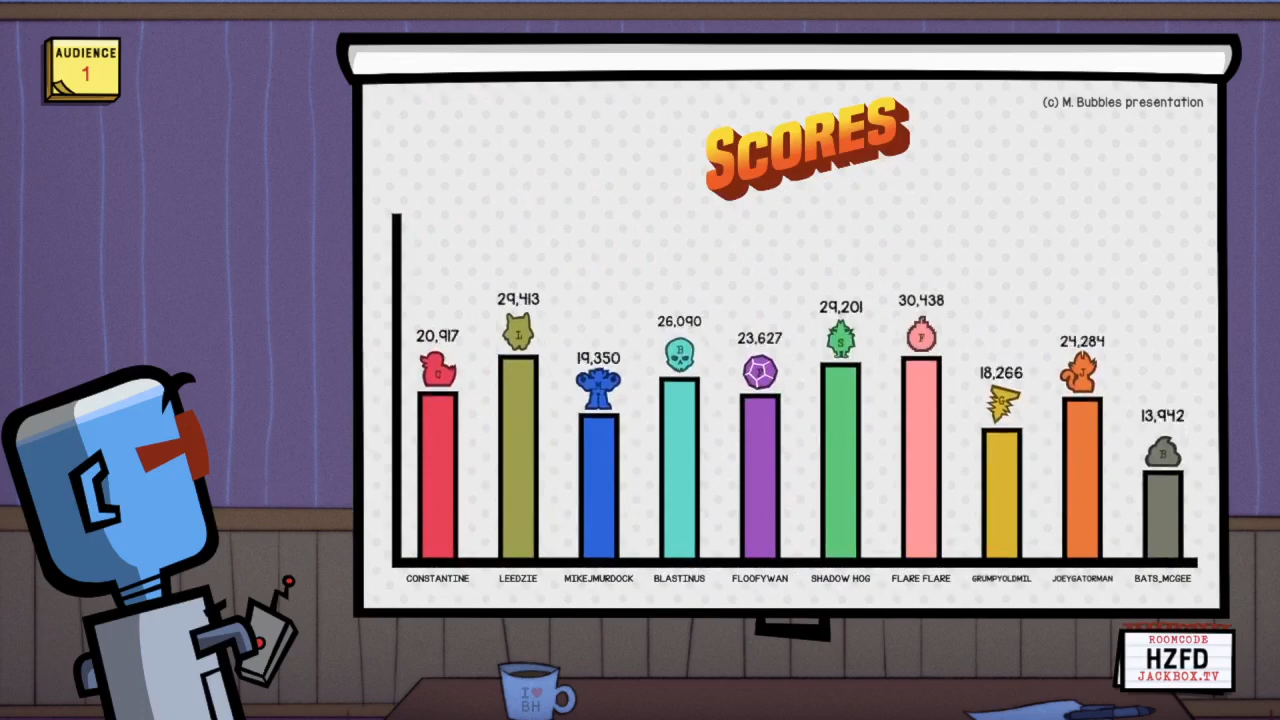 AUDIENCE
1
(c) M. Bubbles presentation
SCORES
20,917
29,413
19,350
26,090
23,627
29,201
30,438
18,266
24,284
13,942
C
L
M
B
F
S
F
G
J
B
CONSTANTINE
LEEDZIE
MIKEJMURDOCK
BLASTINUS
FLOOFYWAN
SHADOW HOG
FLARE FLARE
GRUMPYOLDMIL
JOEYGATORMAN
BATS_MCGEE
ROOMCODE
HZFD
JACKBOX.TV
I ♥
BH